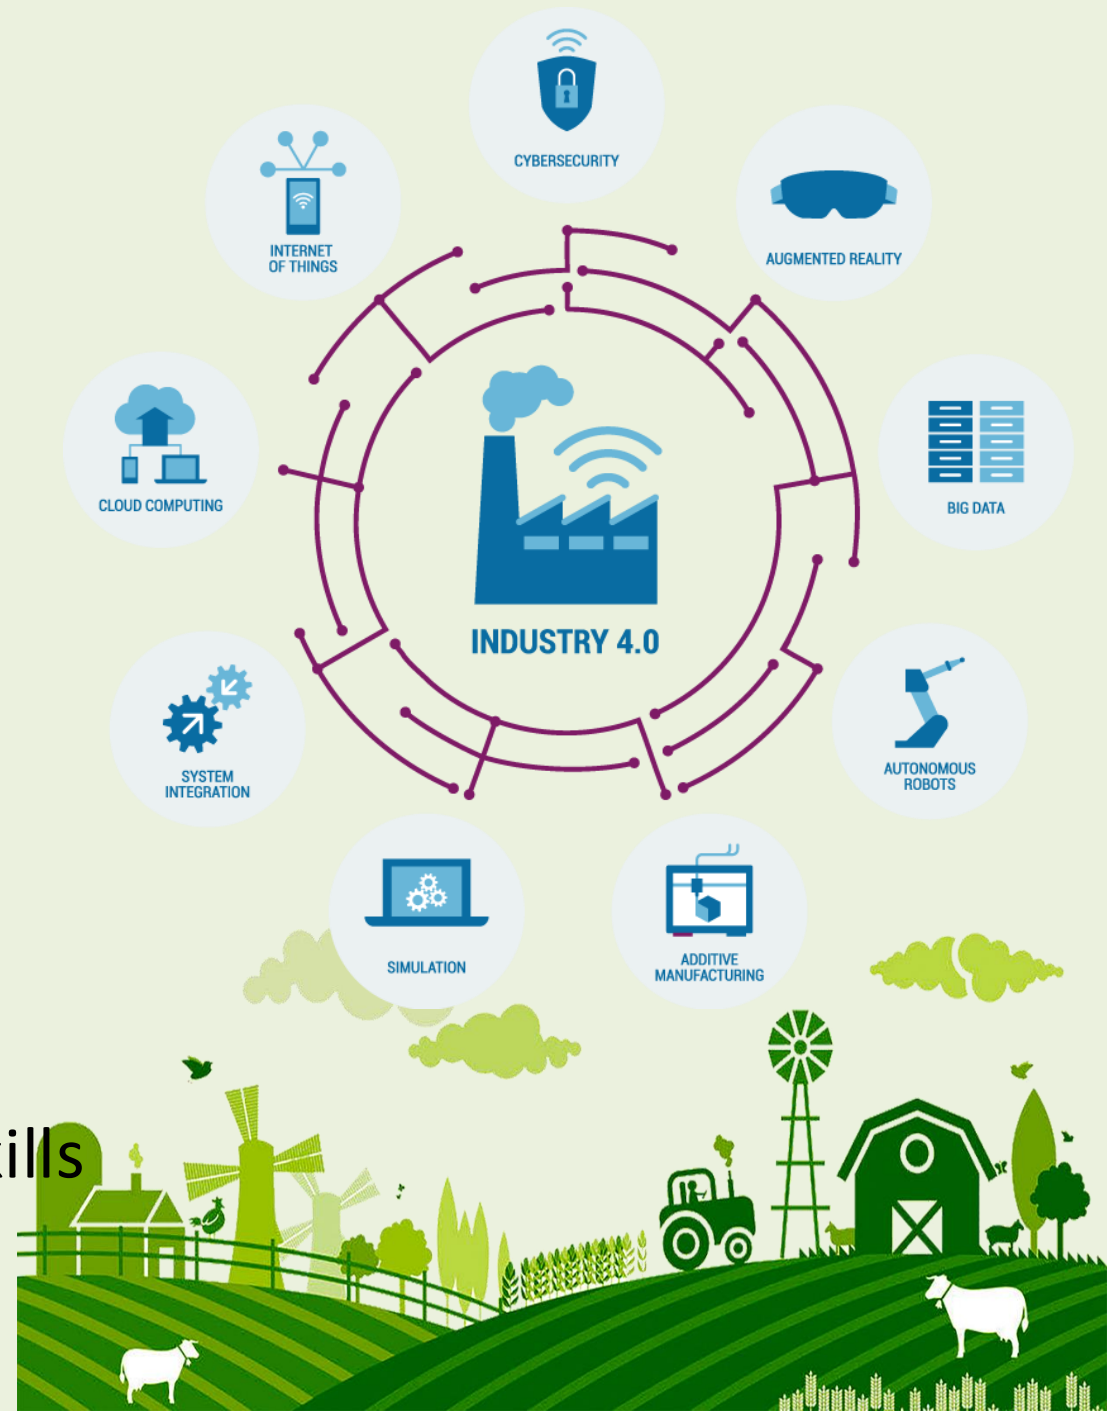 CYBERSECURITY
INTERNET
OF THINGS
AUGMENTED REALITY
CLOUD COMPUTING
BIG DATA
INDUSTRY 4.0
SYSTEM
INTEGRATION
AUTONOMOUS
ROBOTS
SIMULATION
ADDITIVE
MANUFACTURING